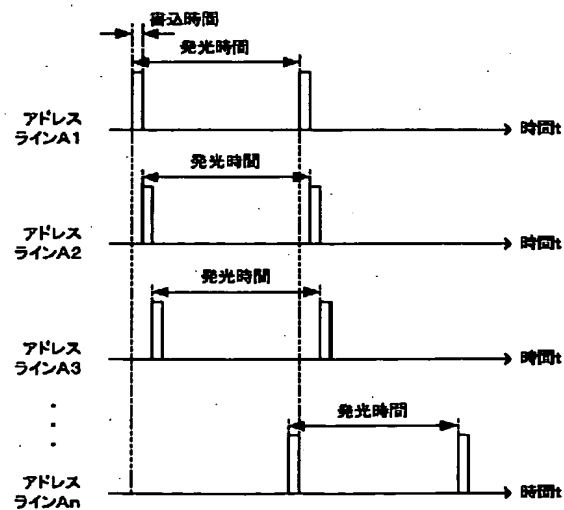 書込時間
発光時間
アドレス
ラインA1
時間t
発光時間
アドレス
ラインA2
時間t
発光時間
アドレス
ラインA3
時間t
発光時間
アドレス
ラインAn
時間t